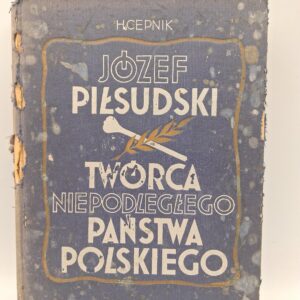 H. CEPNIK
JÓZEF
PIŁSUDSKI
TWÓRCA
NIEPODLEGŁEGO
PAŃSTWA
POLSKIEGO